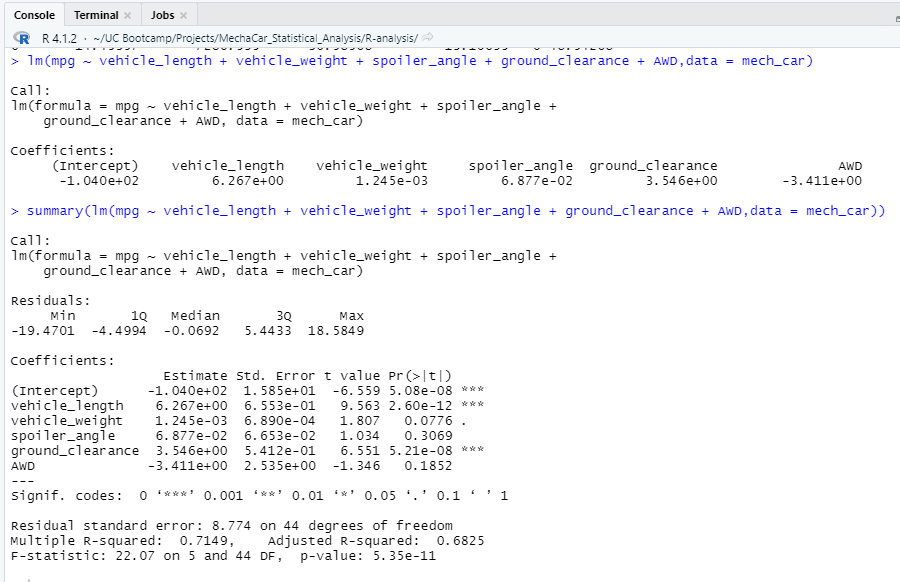 Console Terminal Jobs
R 4.1.2 · ~/UC Bootcamp/Projects/MechaCar_Statistical_Analysis/R-analysis/
> lm(mpg ~ vehicle_length + vehicle_weight + spoiler_angle + ground_clearance + AWD,data = mech_car)
Call:
lm(formula = mpg ~ vehicle_length + vehicle_weight + spoiler_angle +
    ground_clearance + AWD, data = mech_car)
Coefficients:
     (Intercept)    vehicle_length    vehicle_weight     spoiler_angle  ground_clearance               AWD
      -1.040e+02         6.267e+00         1.245e-03         6.877e-02         3.546e+00        -3.411e+00
> summary(lm(mpg ~ vehicle_length + vehicle_weight + spoiler_angle + ground_clearance + AWD,data = mech_car))
Call:
lm(formula = mpg ~ vehicle_length + vehicle_weight + spoiler_angle +
    ground_clearance + AWD, data = mech_car)
Residuals:
     Min       1Q   Median       3Q      Max
-19.4701  -4.4994  -0.0692   5.4433  18.5849
Coefficients:
                   Estimate Std. Error t value Pr(>|t|)
(Intercept)      -1.040e+02  1.585e+01  -6.559 5.08e-08 ***
vehicle_length    6.267e+00  6.553e-01   9.563 2.60e-12 ***
vehicle_weight    1.245e-03  6.890e-04   1.807   0.0776 .
spoiler_angle     6.877e-02  6.653e-02   1.034   0.3069
ground_clearance  3.546e+00  5.412e-01   6.551 5.21e-08 ***
AWD              -3.411e+00  2.535e+00  -1.346   0.1852
---
Signif. codes:  0 ‘***’ 0.001 ‘**’ 0.01 ‘*’ 0.05 ‘.’ 0.1 ‘ ’ 1
Residual standard error: 8.774 on 44 degrees of freedom
Multiple R-squared:  0.7149,    Adjusted R-squared:  0.6825
F-statistic: 22.07 on 5 and 44 DF,  p-value: 5.35e-11